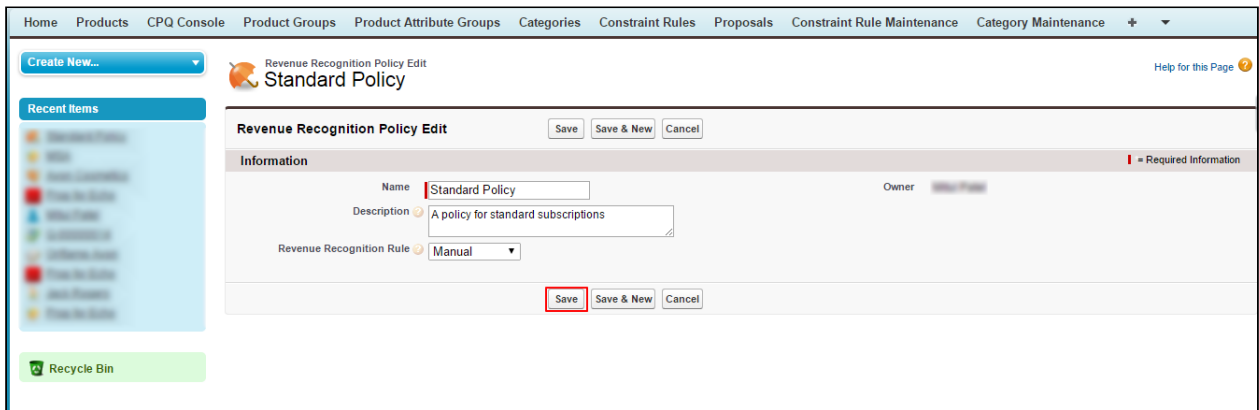 Home Products CPQ Console Product Groups Product Attribute Groups Categories Constraint Rules Proposals Constraint Rule Maintenance Category Maintenance +
Create New...
Revenue Recognition Policy Edit
Standard Policy
Help for this Page ?
Recent Items
Revenue Recognition Policy Edit Save Save & New Cancel
Information = Required Information
Name Standard Policy Owner
Description A policy for standard subscriptions
Revenue Recognition Rule Manual
Save Save & New Cancel
Recycle Bin